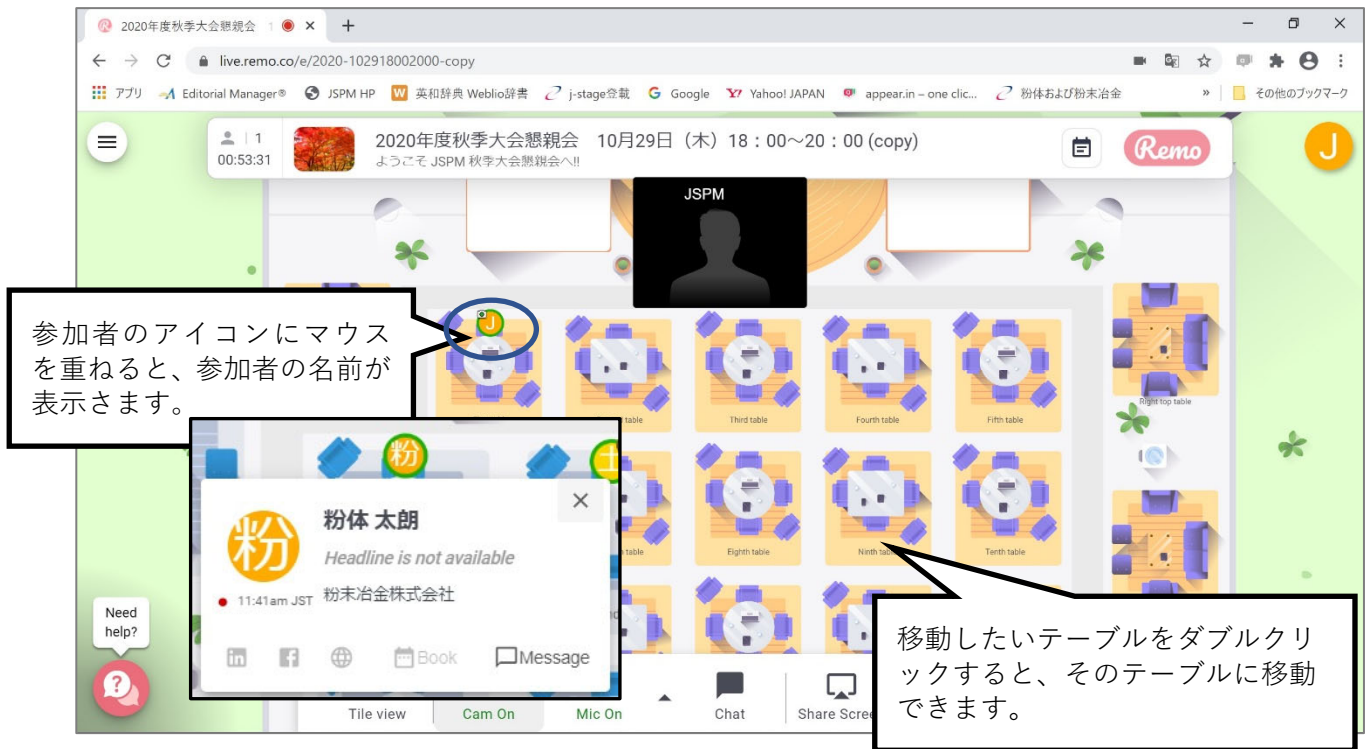 2020年度秋季大会懇親会
live.remo.co/e/2020-102918002000-copy
アプリ Editorial Manager® JSPM HP 英和辞典 Weblio辞書 j-stage登載 Google Yahoo! JAPAN appear.in – one clic... 粉体および粉末冶金 » その他のブックマーク
1
00:53:31
2020年度秋季大会懇親会 10月29日（木）18：00～20：00 (copy)
ようこそ JSPM 秋季大会懇親会へ!!
Remo
J
JSPM
J
参加者のアイコンにマウス
を重ねると、参加者の名前が
表示さます。
table
Third table
Fourth table
Fifth table
Right top table
粉
粉
粉体 太朗
Headline is not available
11:41am JST
粉末冶金株式会社
Book
Message
table
Eighth table
Ninth table
Tenth table
移動したいテーブルをダブルクリ
ックすると、そのテーブルに移動
できます。
Need
help?
Tile view
Cam On
Mic On
Chat
Share Scree